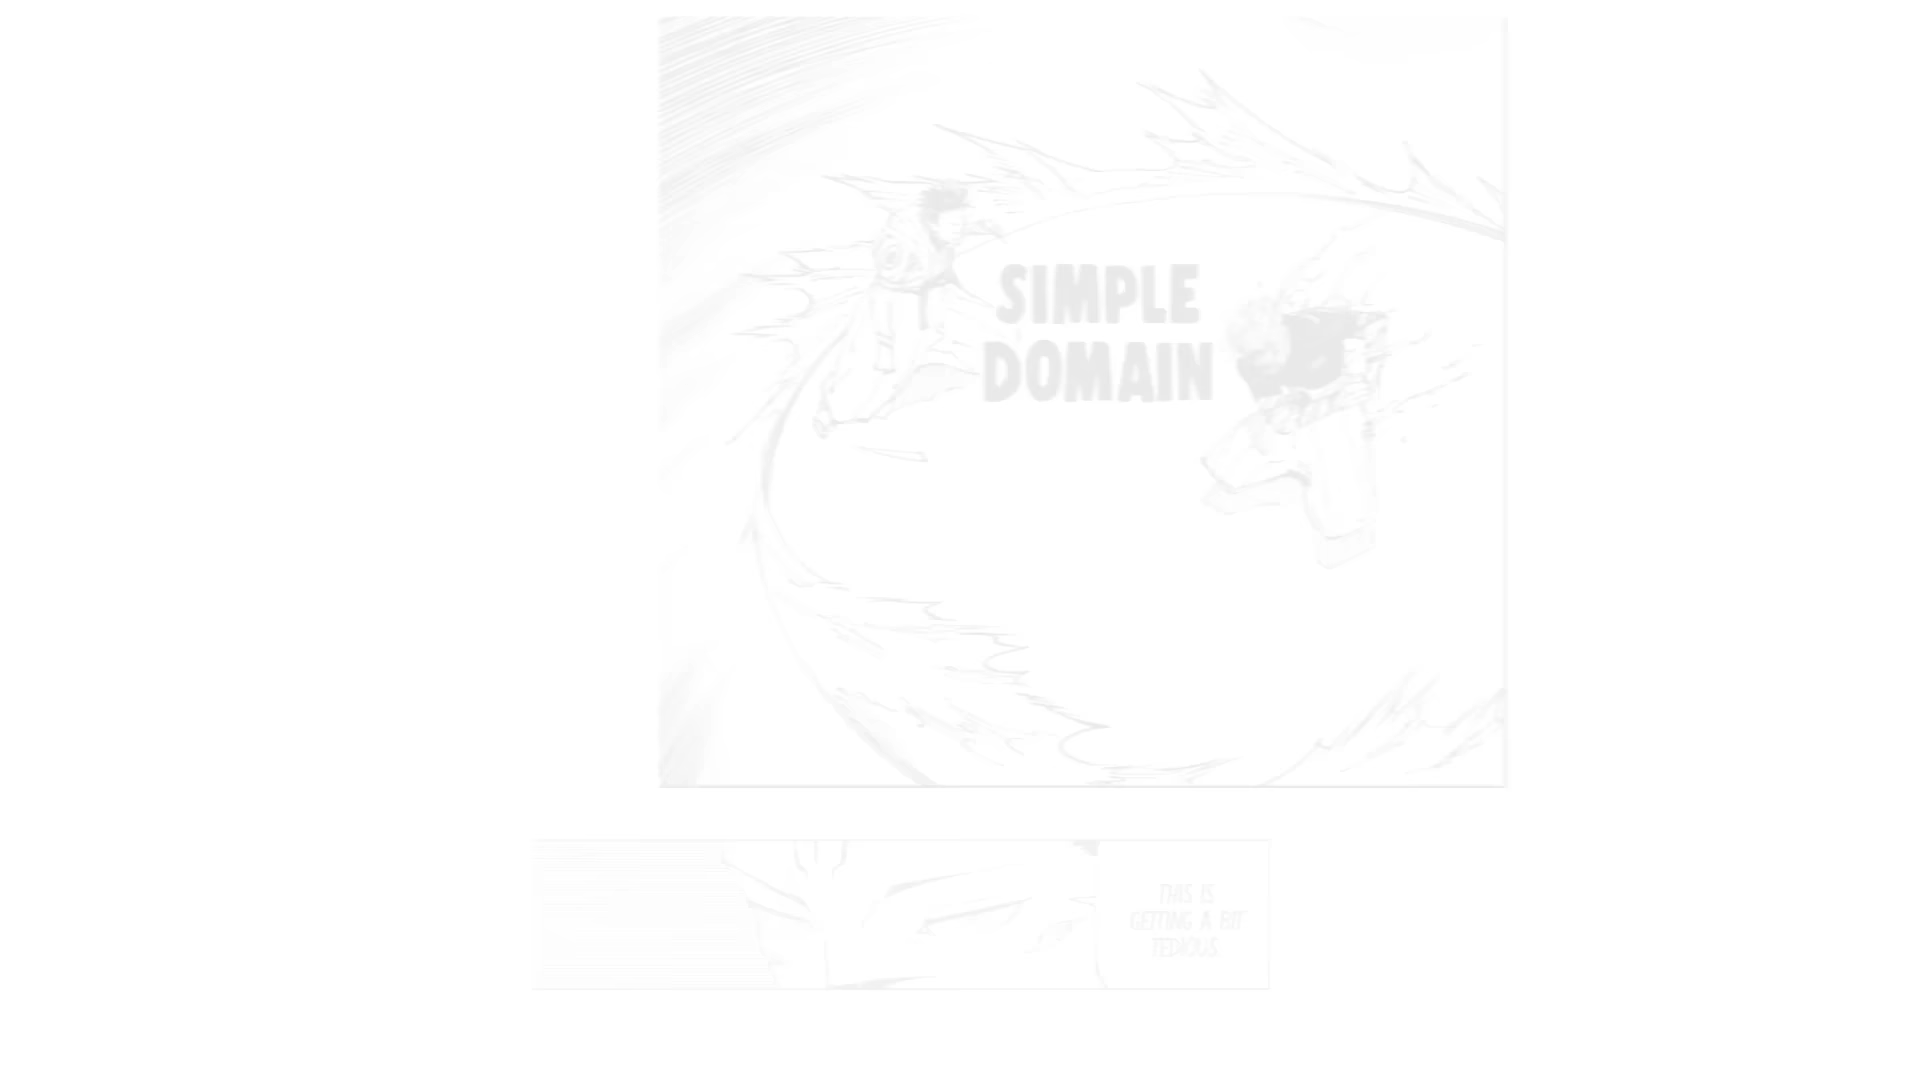 SIMPLE
DOMAIN
THIS IS
GETTING A BIT
TEDIOUS.